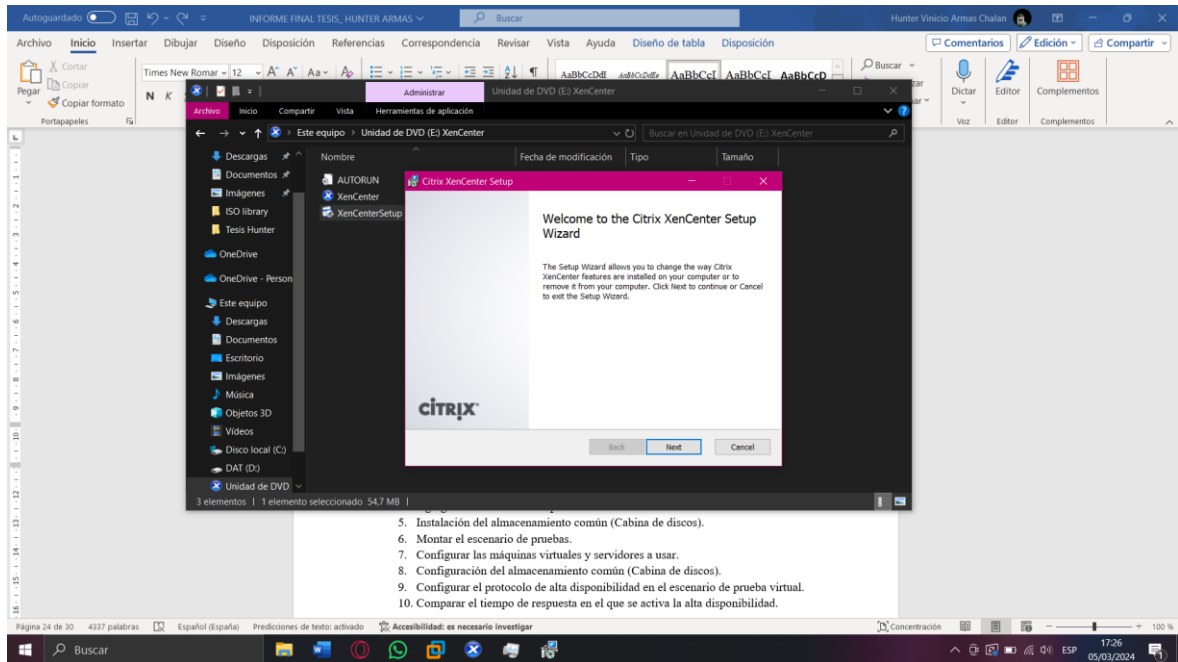 Autoguardado
INFORME FINAL TESIS_ HUNTER ARMAS
Buscar
Hunter Vinicio Armas Chalan
Archivo Inicio Insertar Dibujar Diseño Disposición Referencias Correspondencia Revisar Vista Ayuda Diseño de tabla Disposición
Comentarios Edición Compartir
Pegar
Cortar
Copiar
Copiar formato
Portapapeles
Times New Romar 12
N K
AaBbCcDdE AaBbCcDdEe AaBbCcI AaBbCcI AaBbCcD
Buscar
Dictar Editor Complementos
Voz Editor Complementos
Administrar Unidad de DVD (E:) XenCenter
Archivo Inicio Compartir Vista Herramientas de aplicación
Este equipo > Unidad de DVD (E:) XenCenter
Buscar en Unidad de DVD (E:) XenCenter
Nombre Fecha de modificación Tipo Tamaño
Descargas
Documentos
Imágenes
ISO library
Tesis Hunter
OneDrive
OneDrive - Person
Este equipo
Descargas
Documentos
Escritorio
Imágenes
Música
Objetos 3D
Vídeos
Disco local (C:)
DAT (D:)
Unidad de DVD
AUTORUN
XenCenter
XenCenterSetup
3 elementos 1 elemento seleccionado 54,7 MB
Citrix XenCenter Setup
Welcome to the Citrix XenCenter Setup
Wizard
The Setup Wizard allows you to change the way Citrix
XenCenter features are installed on your computer or to
remove it from your computer. Click Next to continue or Cancel
to exit the Setup Wizard.
CİTRIX
Back Next Cancel
5. Instalación del almacenamiento común (Cabina de discos).
6. Montar el escenario de pruebas.
7. Configurar las máquinas virtuales y servidores a usar.
8. Configuración del almacenamiento común (Cabina de discos).
9. Configurar el protocolo de alta disponibilidad en el escenario de prueba virtual.
10. Comparar el tiempo de respuesta en el que se activa la alta disponibilidad.
Página 24 de 30 4337 palabras Español (España) Predicciones de texto: activado Accesibilidad: es necesario investigar
Concentración 100 %
Buscar
ESP
17:26
05/03/2024